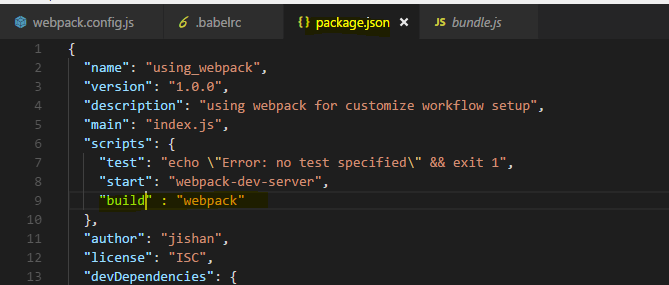 webpack.config.js .babelrc {} package.json × JS bundle.js
1 {
2 "name": "using_webpack",
3 "version": "1.0.0",
4 "description": "using webpack for customize workflow setup",
5 "main": "index.js",
6 "scripts": {
7 "test": "echo \"Error: no test specified\" && exit 1",
8 "start": "webpack-dev-server",
9 "build" : "webpack"
10 },
11 "author": "jishan",
12 "license": "ISC",
13 "devDependencies": {